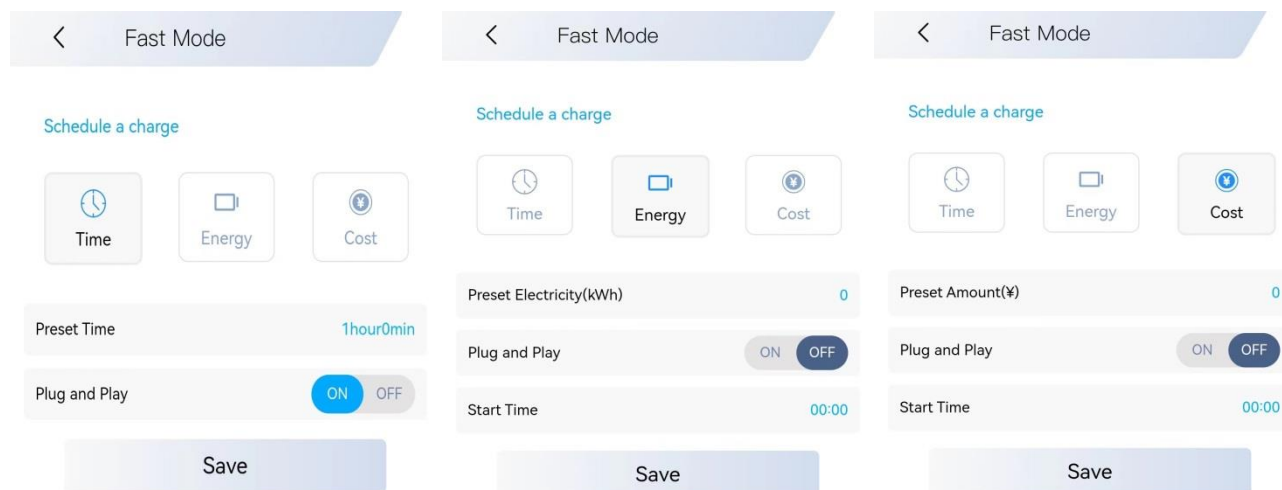 Fast Mode
Schedule a charge
Time
Energy
Cost
Preset Time
1hour0min
Plug and Play
ON
OFF
Save
Fast Mode
Schedule a charge
Time
Energy
Cost
Preset Electricity(kWh)
0
Plug and Play
ON
OFF
Start Time
00:00
Save
Fast Mode
Schedule a charge
Time
Energy
¥
Cost
Preset Amount(¥)
0
Plug and Play
ON
OFF
Start Time
00:00
Save